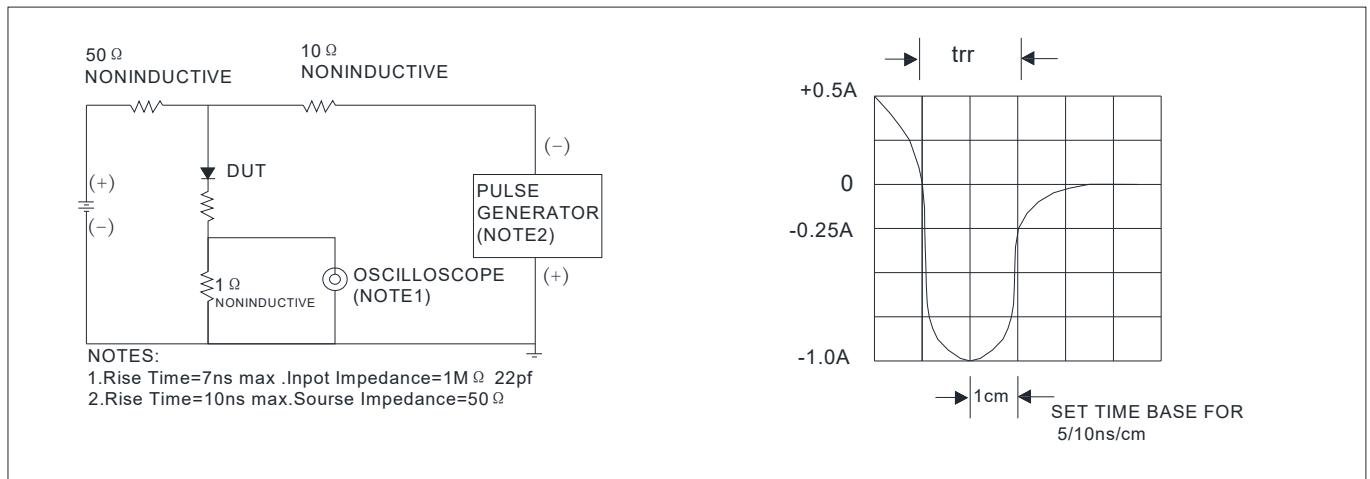 50 Ω
NONINDUCTIVE
10 Ω
NONINDUCTIVE
(+)
(−)
DUT
1 Ω
NONINDUCTIVE
OSCILLOSCOPE
(NOTE1)
(−)
PULSE
GENERATOR
(NOTE2)
(+)
NOTES:
1.Rise Time=7ns max .Inpot Impedance=1M Ω 22pf
2.Rise Time=10ns max.Sourse Impedance=50 Ω
trr
+0.5A
0
-0.25A
-1.0A
1cm
SET TIME BASE FOR
5/10ns/cm